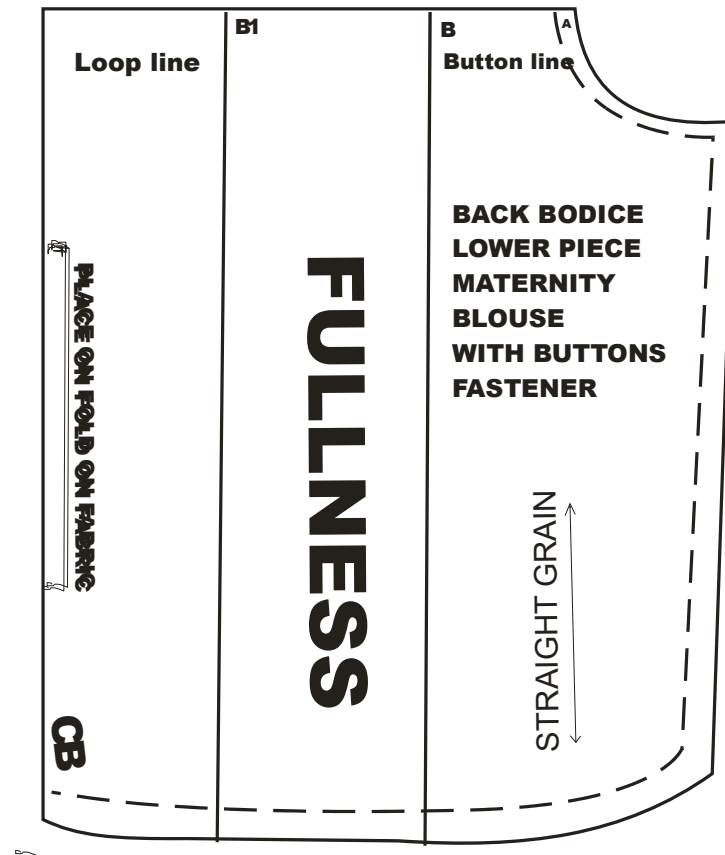 B1
B
A
Loop line
Button line
BACK BODICE
LOWER PIECE
MATERNITY
BLOUSE
WITH BUTTONS
FASTENER
PLACE ON FOLD ON FABRIC
FULLNESS
STRAIGHT GRAIN
CB